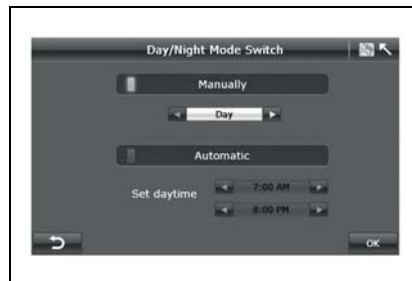 Day/Night Mode Switch
Manually
Day
Automatic
Set daytime
7:00 AM
8:00 PM
OK